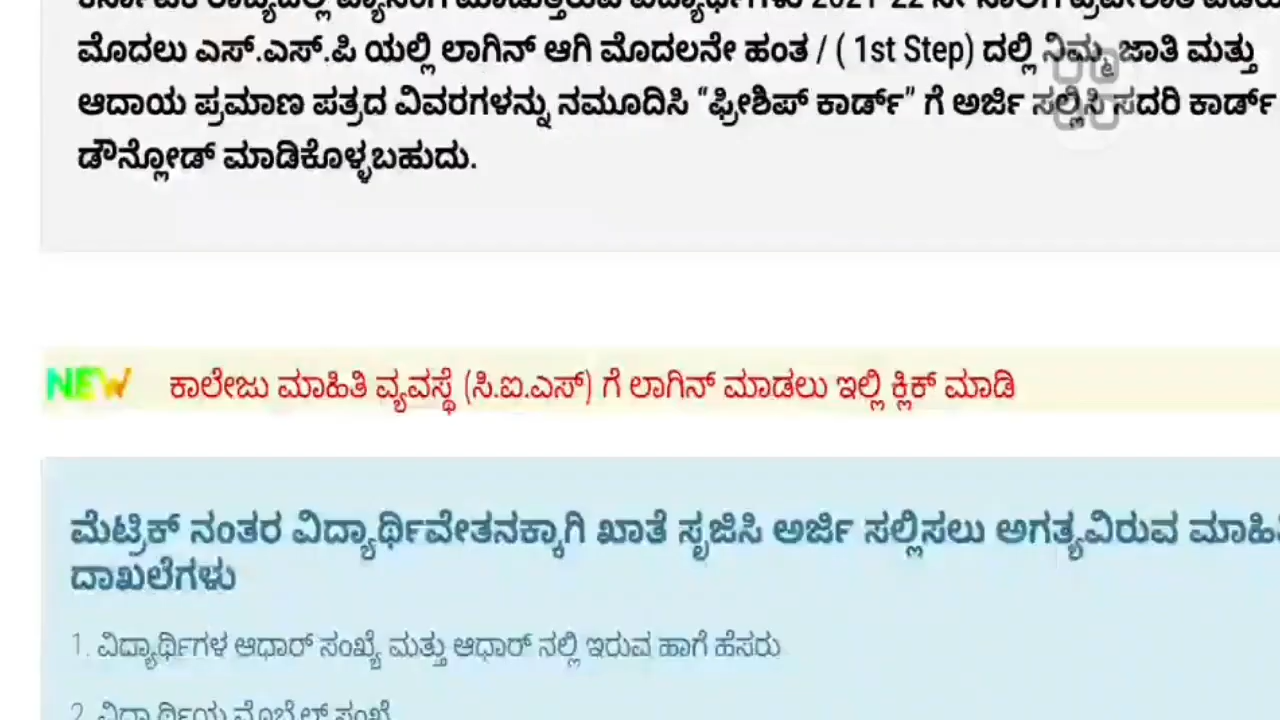 ಮೊದಲು ಎಸ್.ಎಸ್.ಪಿ ಯಲ್ಲಿ ಲಾಗಿನ್ ಆಗಿ ಮೊದಲನೇ ಹಂತ / ( 1st Step) ದಲ್ಲಿ ನಿಮ್ಮ ಜಾತಿ ಮತ್ತು
ಆದಾಯ ಪ್ರಮಾಣ ಪತ್ರದ ವಿವರಗಳನ್ನು ನಮೂದಿಸಿ "ಫ್ರೀಶಿಪ್ ಕಾರ್ಡ್" ಗೆ ಅರ್ಜಿ ಸಲ್ಲಿಸಿ ಸದರಿ ಕಾರ್ಡ್
ಡೌನ್ಲೋಡ್ ಮಾಡಿಕೊಳ್ಳಬಹುದು.
NEW ಕಾಲೇಜು ಮಾಹಿತಿ ವ್ಯವಸ್ಥೆ (ಸಿ.ಐ.ಎಸ್) ಗೆ ಲಾಗಿನ್ ಮಾಡಲು ಇಲ್ಲಿ ಕ್ಲಿಕ್ ಮಾಡಿ
ಮೆಟ್ರಿಕ್ ನಂತರ ವಿದ್ಯಾರ್ಥಿವೇತನಕ್ಕಾಗಿ ಖಾತೆ ಸೃಜಿಸಿ ಅರ್ಜಿ ಸಲ್ಲಿಸಲು ಅಗತ್ಯವಿರುವ
ದಾಖಲೆಗಳು
1. ವಿದ್ಯಾರ್ಥಿಗಳ ಆಧಾರ್ ಸಂಖ್ಯೆ ಮತ್ತು ಆಧಾರ್ ನಲ್ಲಿ ಇರುವ ಹಾಗೆ ಹೆಸರು